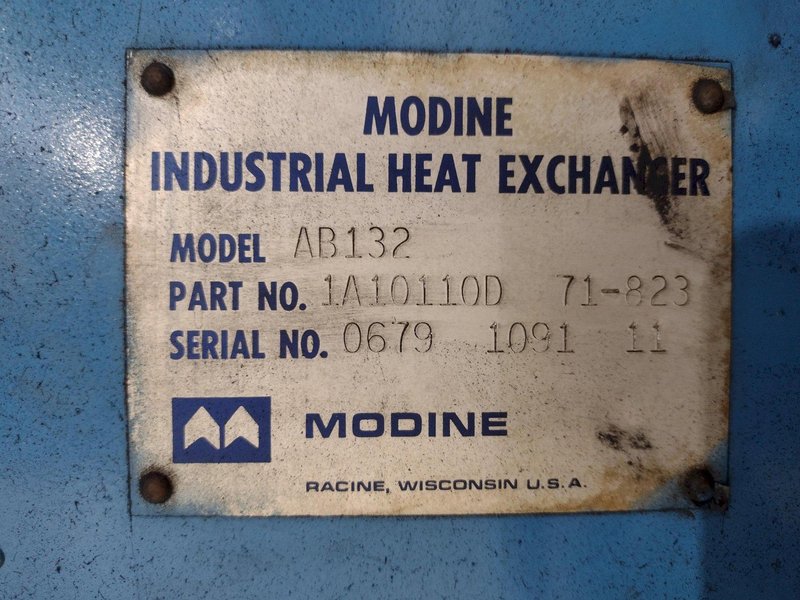 MODINE
INDUSTRIAL HEAT EXCHANGER
MODEL AB132
PART NO. 1A10110D 71-823
SERIAL NO. 0679 1091 11
MODINE
RACINE, WISCONSIN U.S.A.